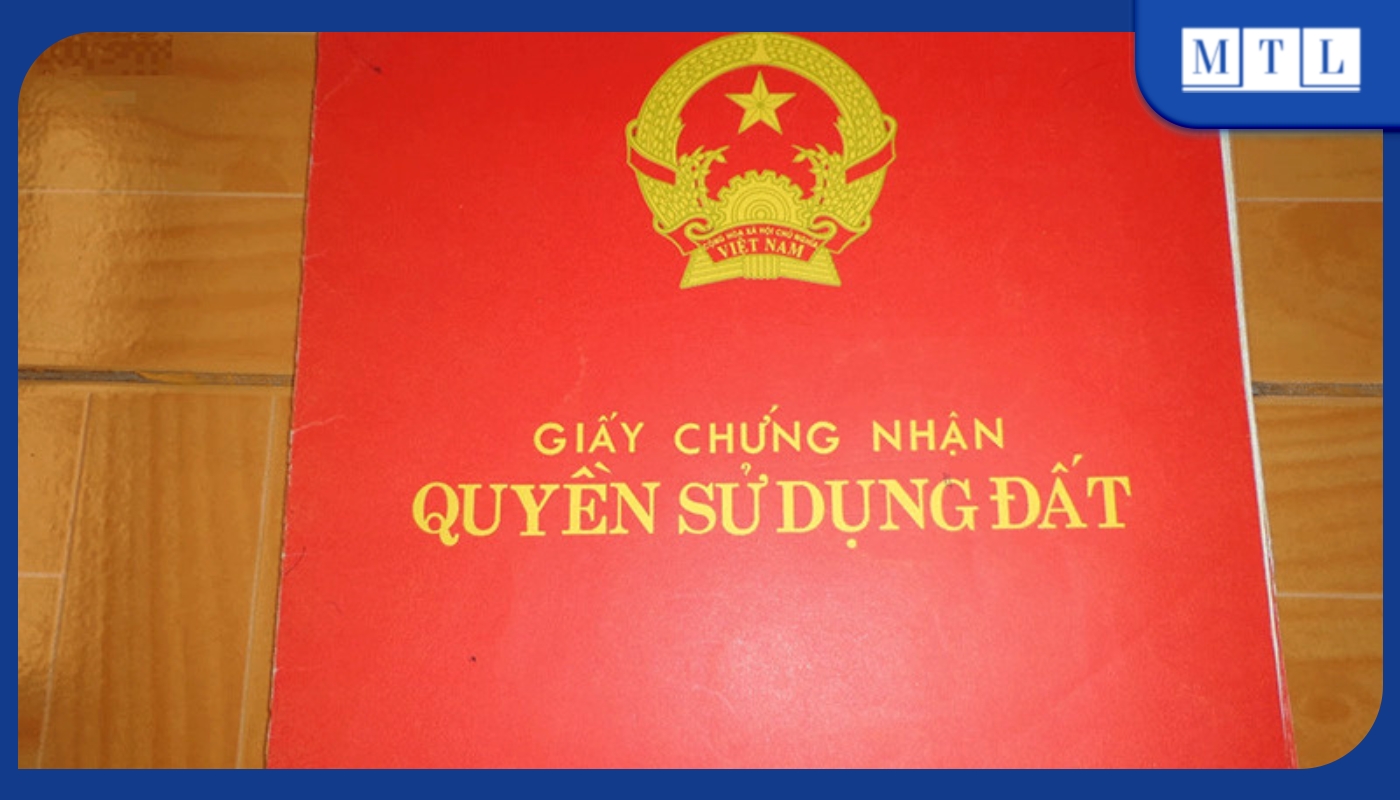 MTL
CỘNG HÒA XÃ HỘI CHỦ NGHĨA
VIỆT NAM
GIẤY CHỨNG NHẬN
QUYỀN SỬ DỤNG ĐẤT